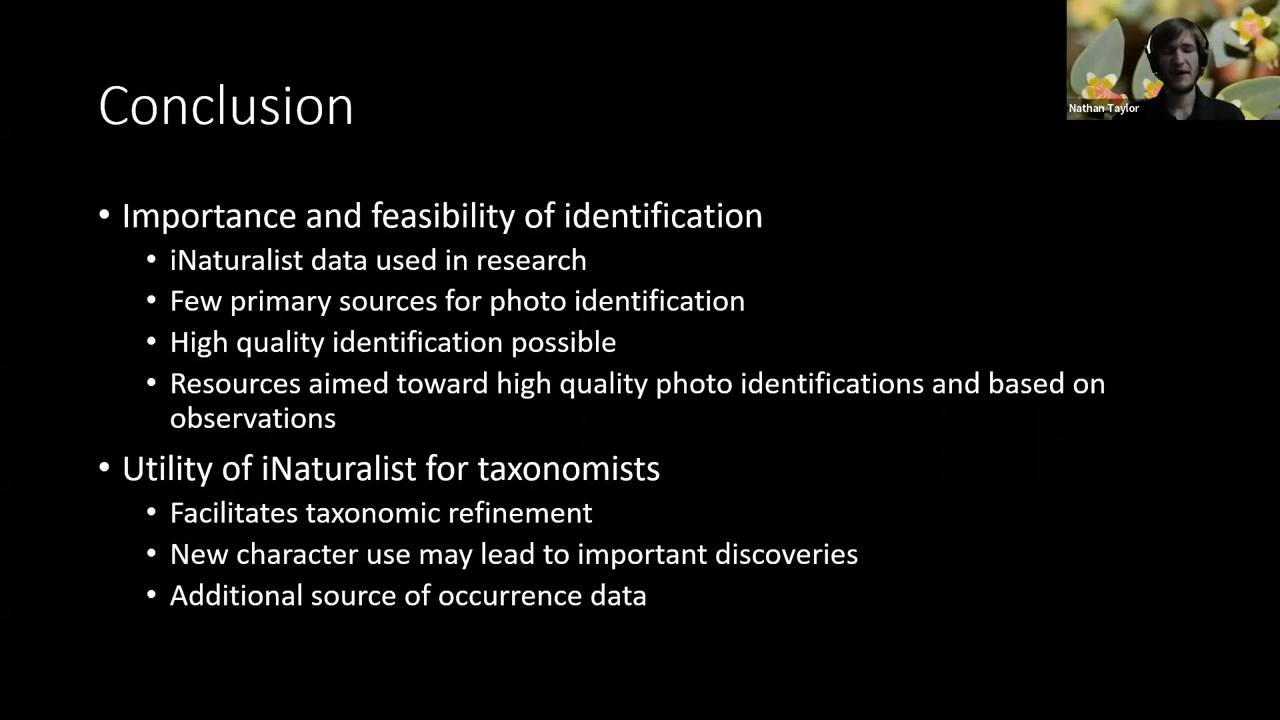 Nathan Taylor
Conclusion
• Importance and feasibility of identification
• iNaturalist data used in research
• Few primary sources for photo identification
• High quality identification possible
• Resources aimed toward high quality photo identifications and based on
observations
• Utility of iNaturalist for taxonomists
• Facilitates taxonomic refinement
• New character use may lead to important discoveries
• Additional source of occurrence data